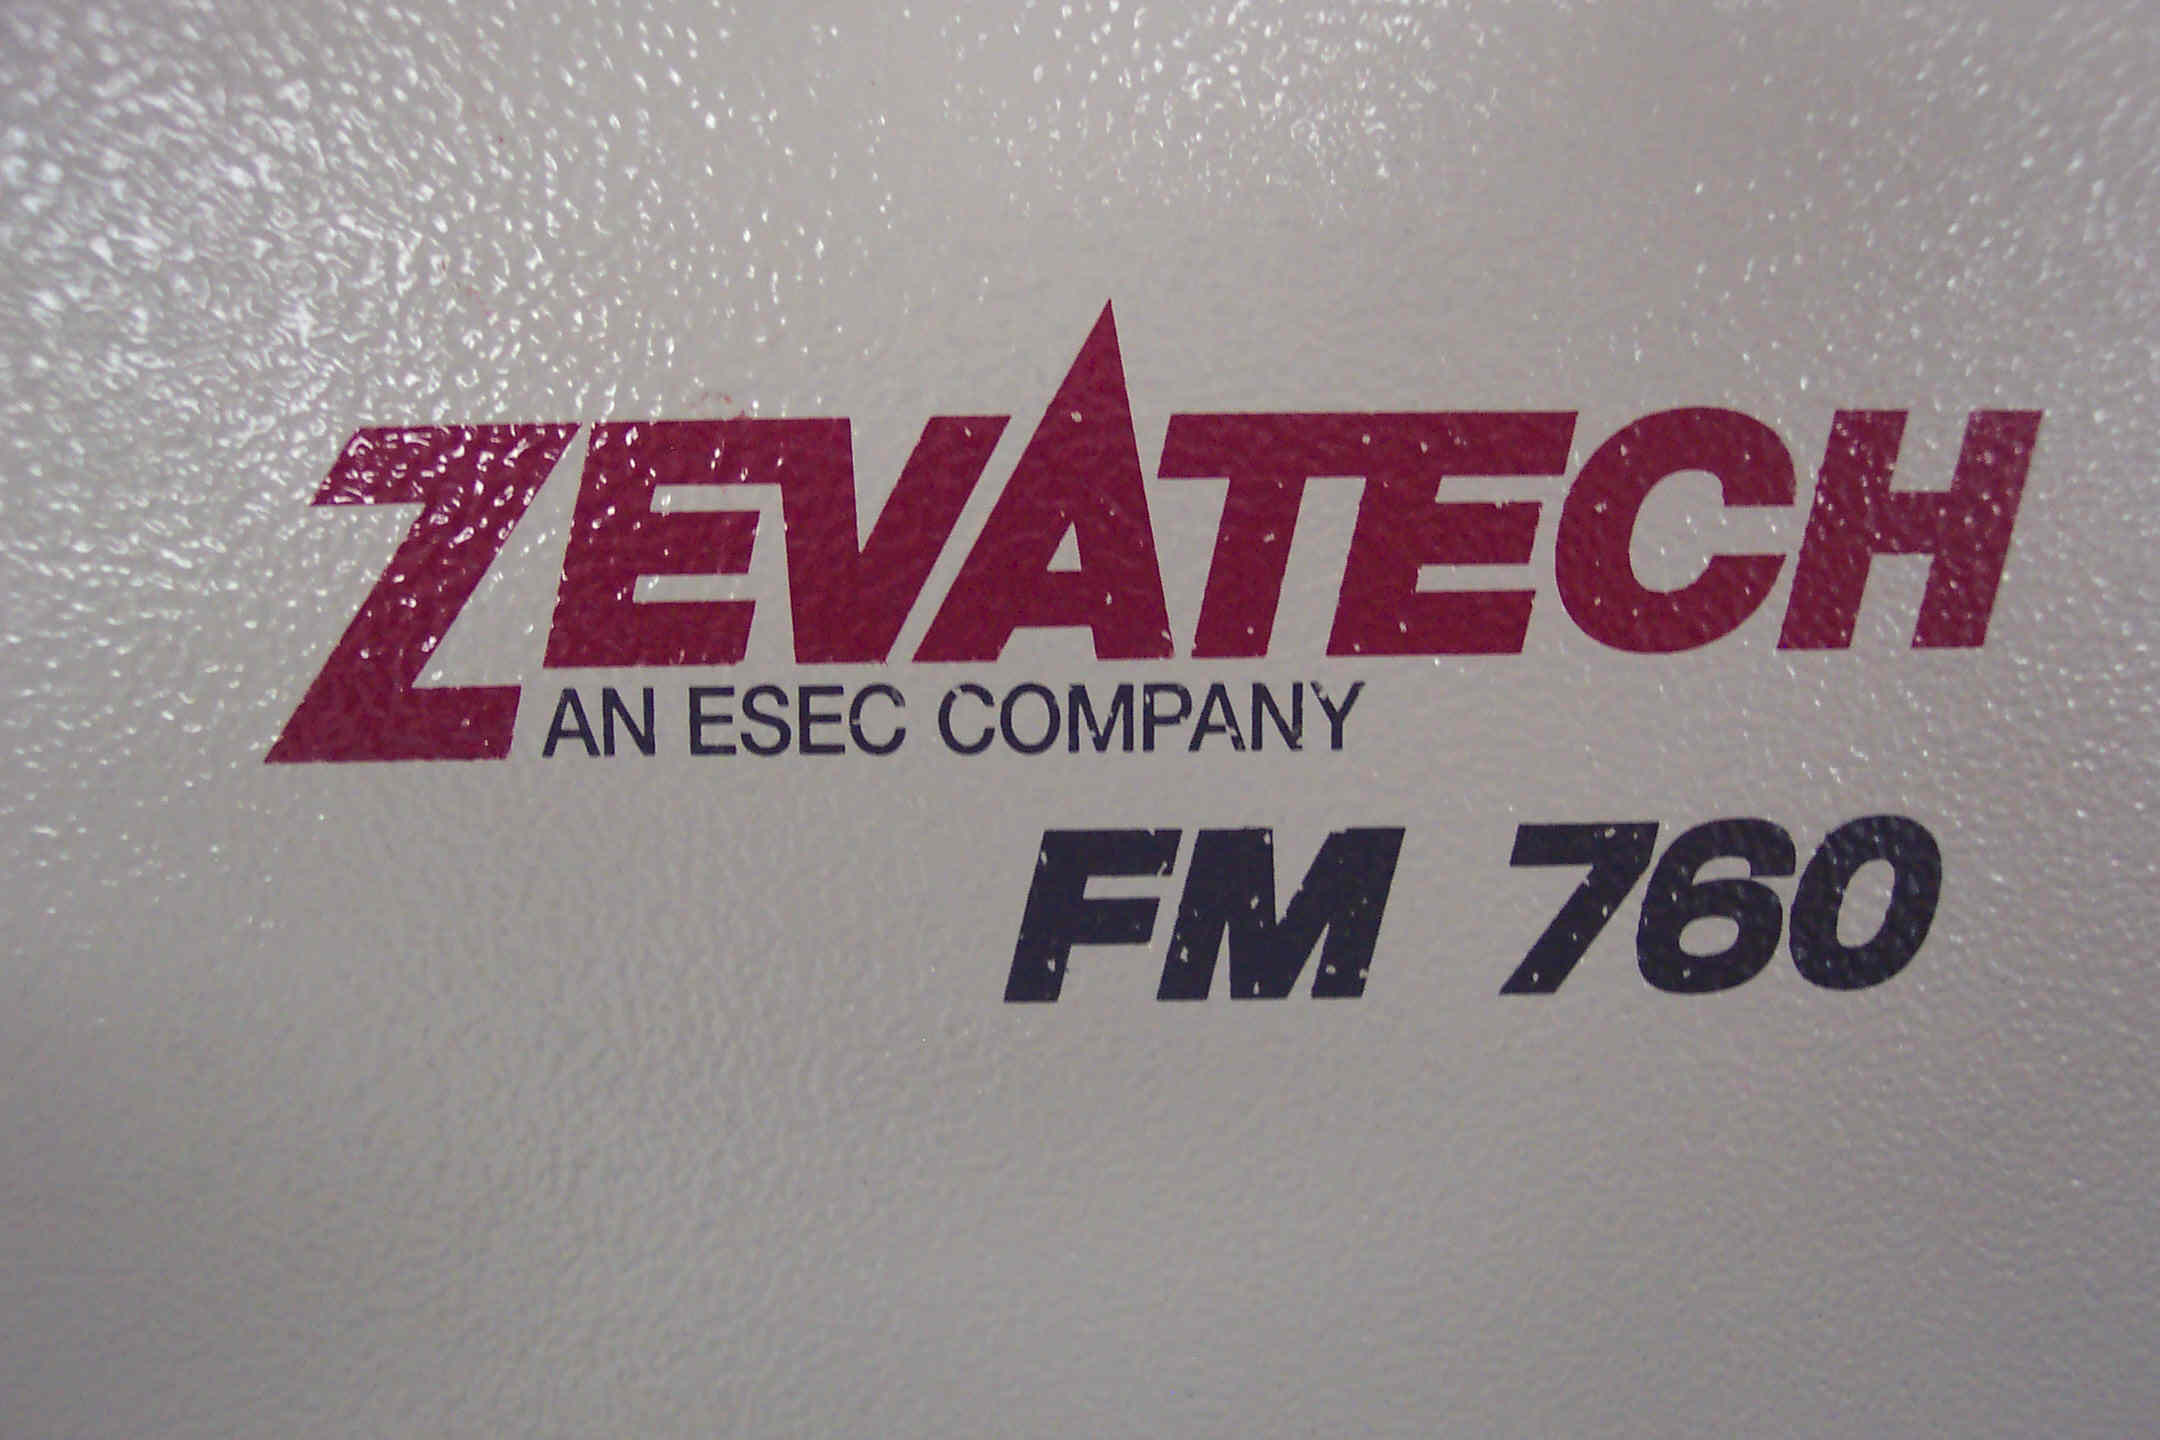 ZEVATECH
AN ESEC COMPANY
FM 760